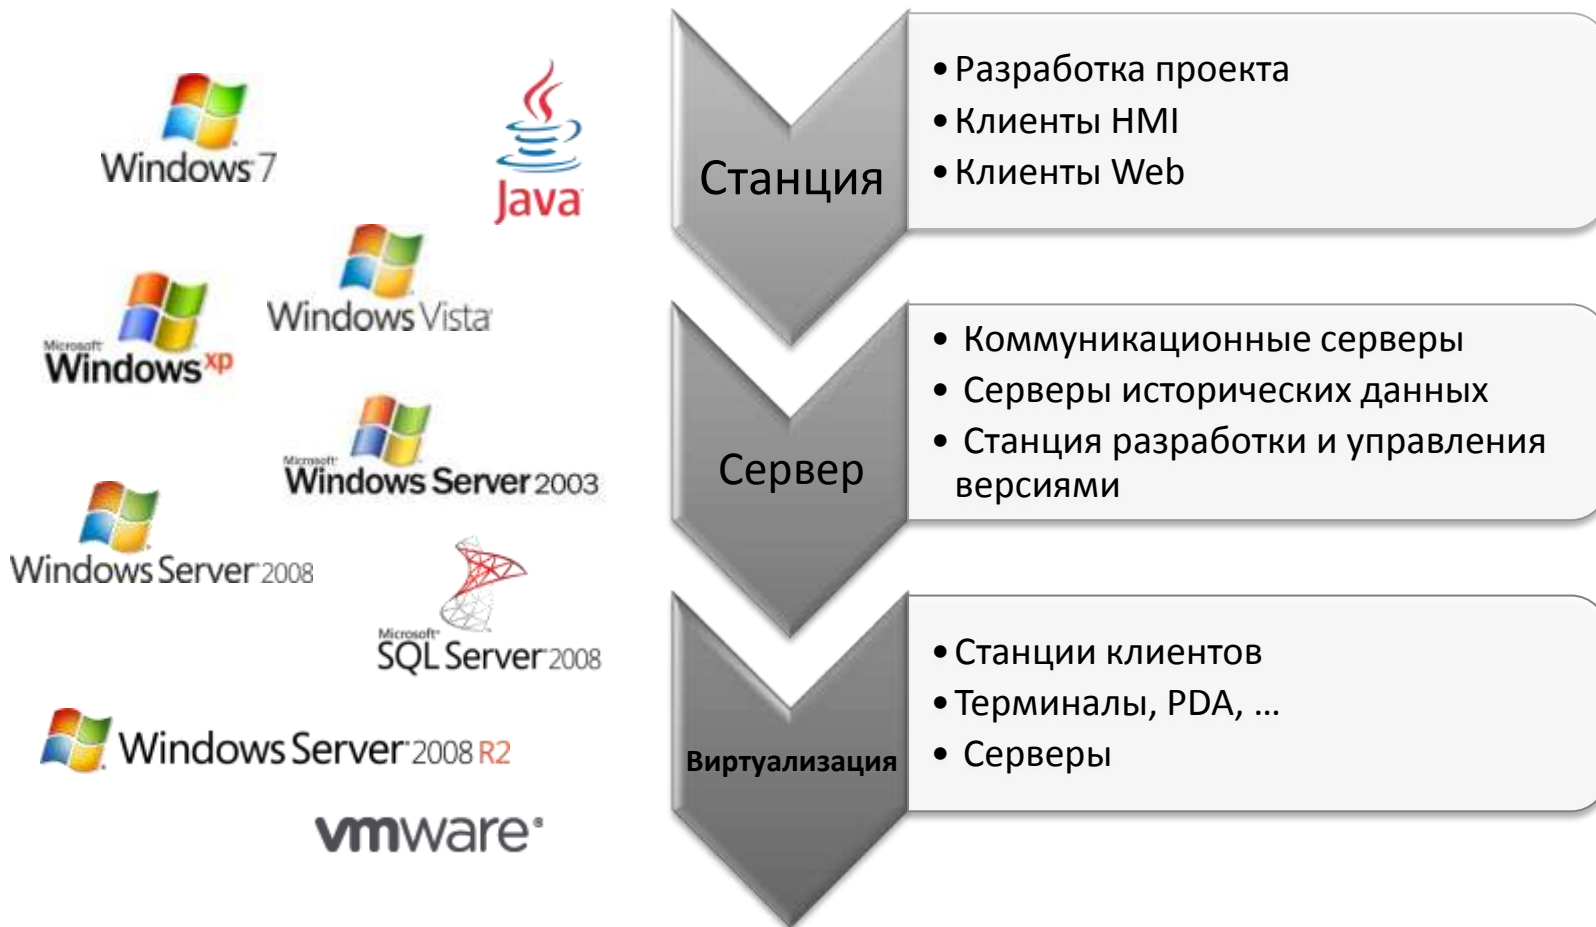 Windows 7
Java
Windows Vista
Microsoft
Windows xp
Microsoft
Windows Server 2003
Windows Server 2008
Microsoft
SQL Server 2008
Windows Server 2008 R2
vmware
Станция
• Разработка проекта
• Клиенты HMI
• Клиенты Web
Сервер
• Коммуникационные серверы
• Серверы исторических данных
• Станция разработки и управления
версиями
Виртуализация
• Станции клиентов
• Терминалы, PDA, ...
• Серверы